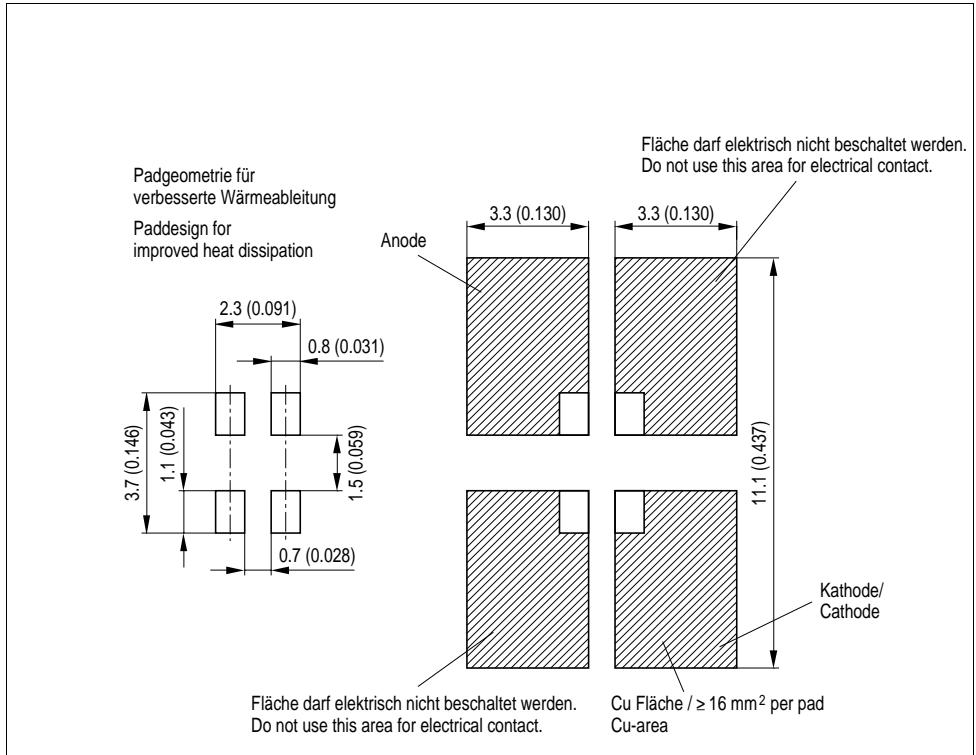 Fläche darf elektrisch nicht beschaltet werden.
Do not use this area for electrical contact.
Padgeometrie für
verbesserte Wärmeableitung
Paddesign for
improved heat dissipation
3.3 (0.130)
3.3 (0.130)
Anode
2.3 (0.091)
0.8 (0.031)
3.7 (0.146)
1.1 (0.043)
1.5 (0.059)
11.1 (0.437)
0.7 (0.028)
Kathode/
Cathode
Fläche darf elektrisch nicht beschaltet werden.
Do not use this area for electrical contact.
Cu Fläche / ≥ 16 mm² per pad
Cu-area